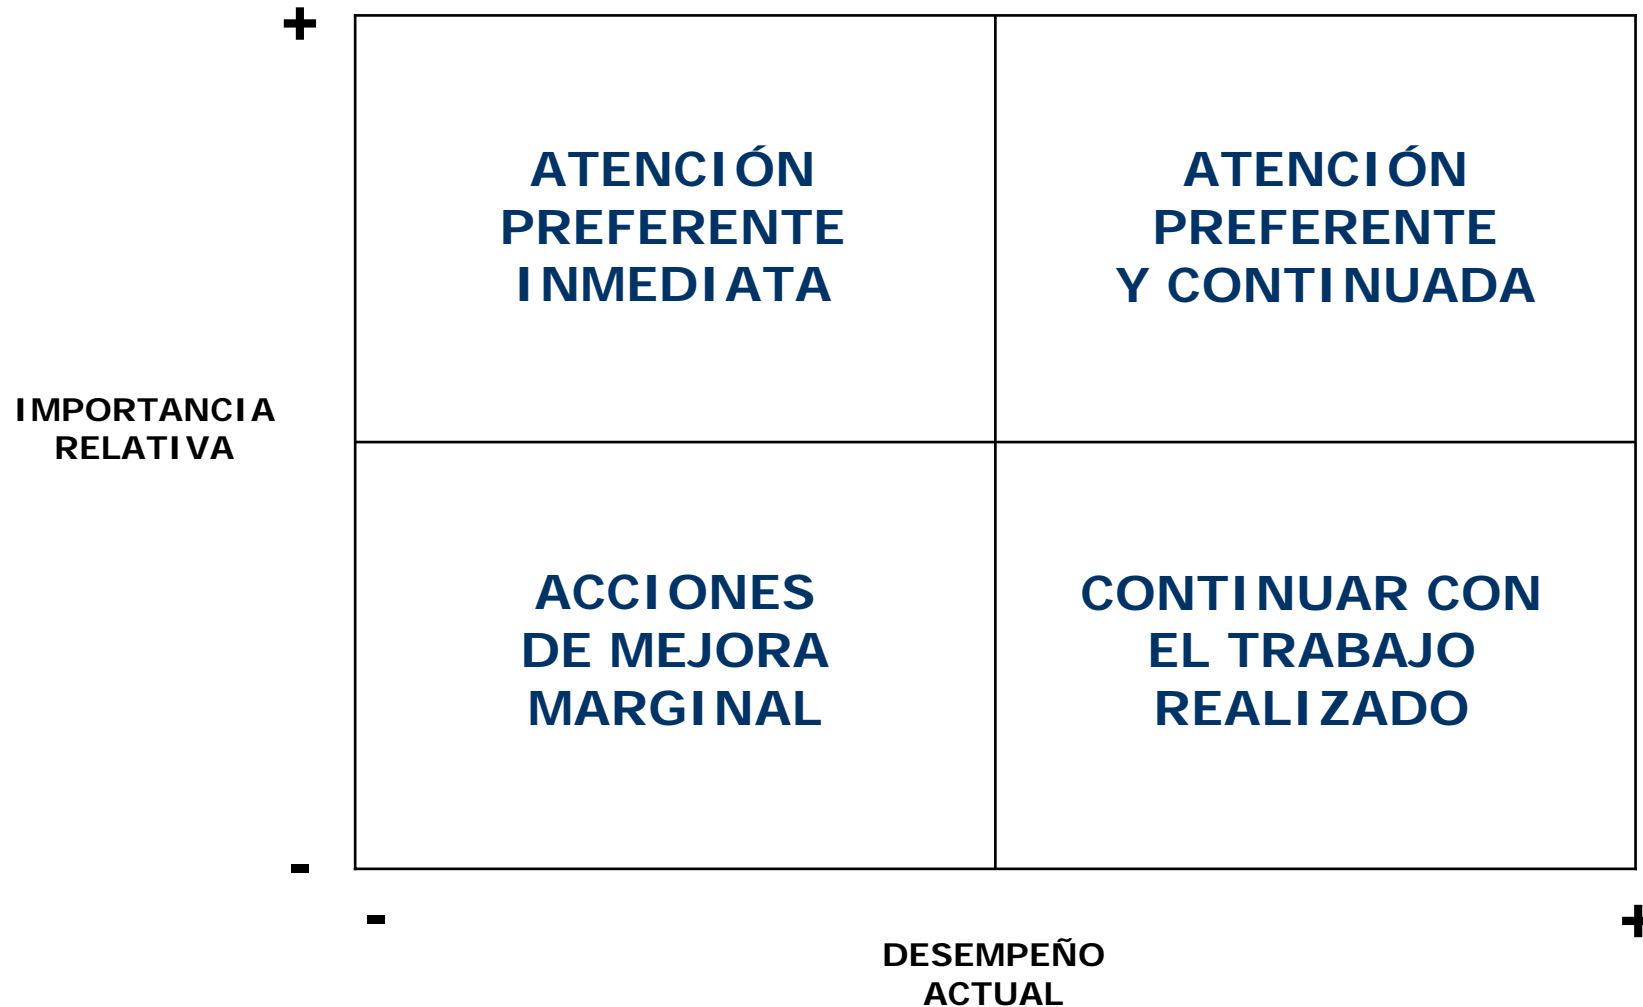 +
ATENCIÓN
PREFERENTE
INMEDIATA
ATENCIÓN
PREFERENTE
Y CONTINUADA
IMPORTANCIA
RELATIVA
ACCIONES
DE MEJORA
MARGINAL
CONTINUAR CON
EL TRABAJO
REALIZADO
-
-
+
DESEMPEÑO
ACTUAL